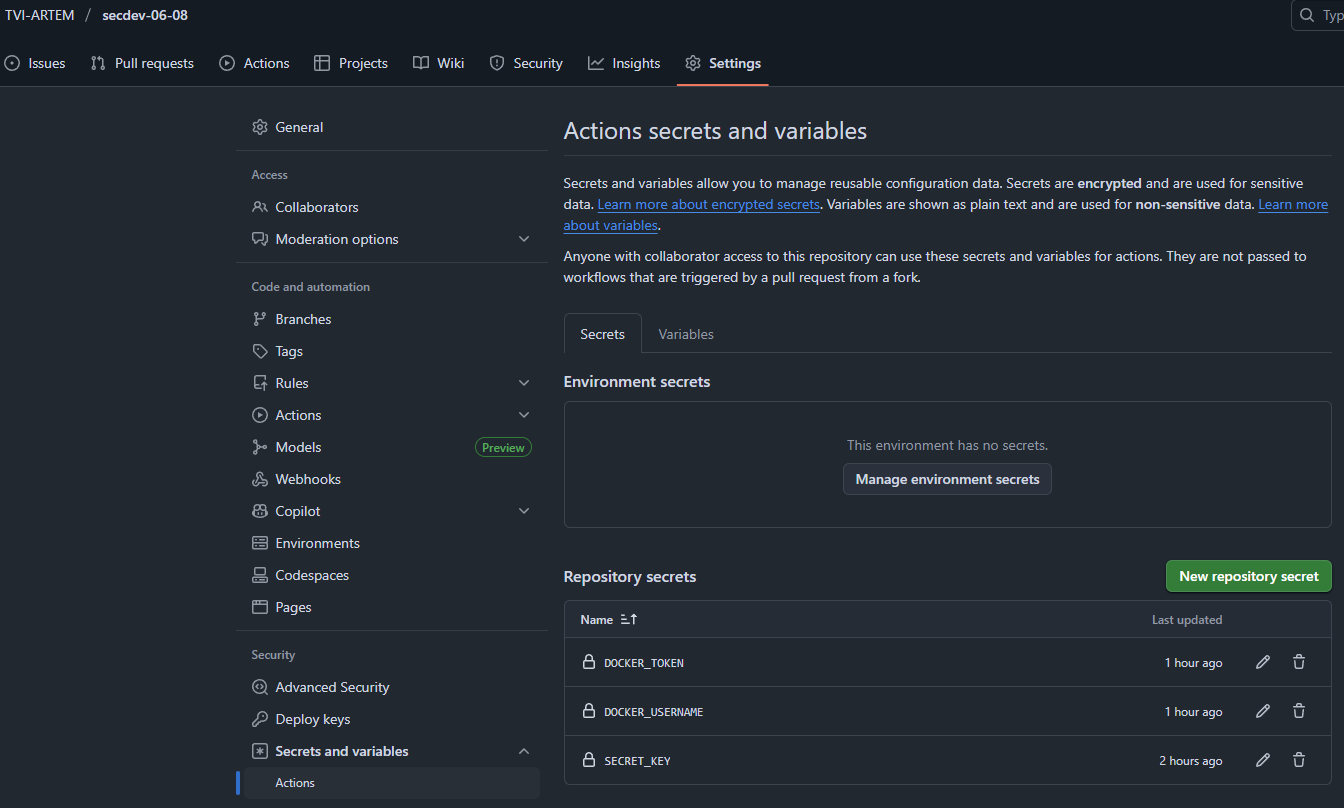 TVI-ARTEM / secdev-06-08
Typ
Issues Pull requests Actions Projects Wiki Security Insights Settings
General
Access
Collaborators
Moderation options
Code and automation
Branches
Tags
Rules
Actions
Models Preview
Webhooks
Copilot
Environments
Codespaces
Pages
Security
Advanced Security
Deploy keys
Secrets and variables
Actions
Actions secrets and variables
Secrets and variables allow you to manage reusable configuration data. Secrets are encrypted and are used for sensitive
data. Learn more about encrypted secrets. Variables are shown as plain text and are used for non-sensitive data. Learn more
about variables.
Anyone with collaborator access to this repository can use these secrets and variables for actions. They are not passed to
workflows that are triggered by a pull request from a fork.
Secrets Variables
Environment secrets
This environment has no secrets.
Manage environment secrets
Repository secrets New repository secret
Name Last updated
DOCKER_TOKEN 1 hour ago
DOCKER_USERNAME 1 hour ago
SECRET_KEY 2 hours ago